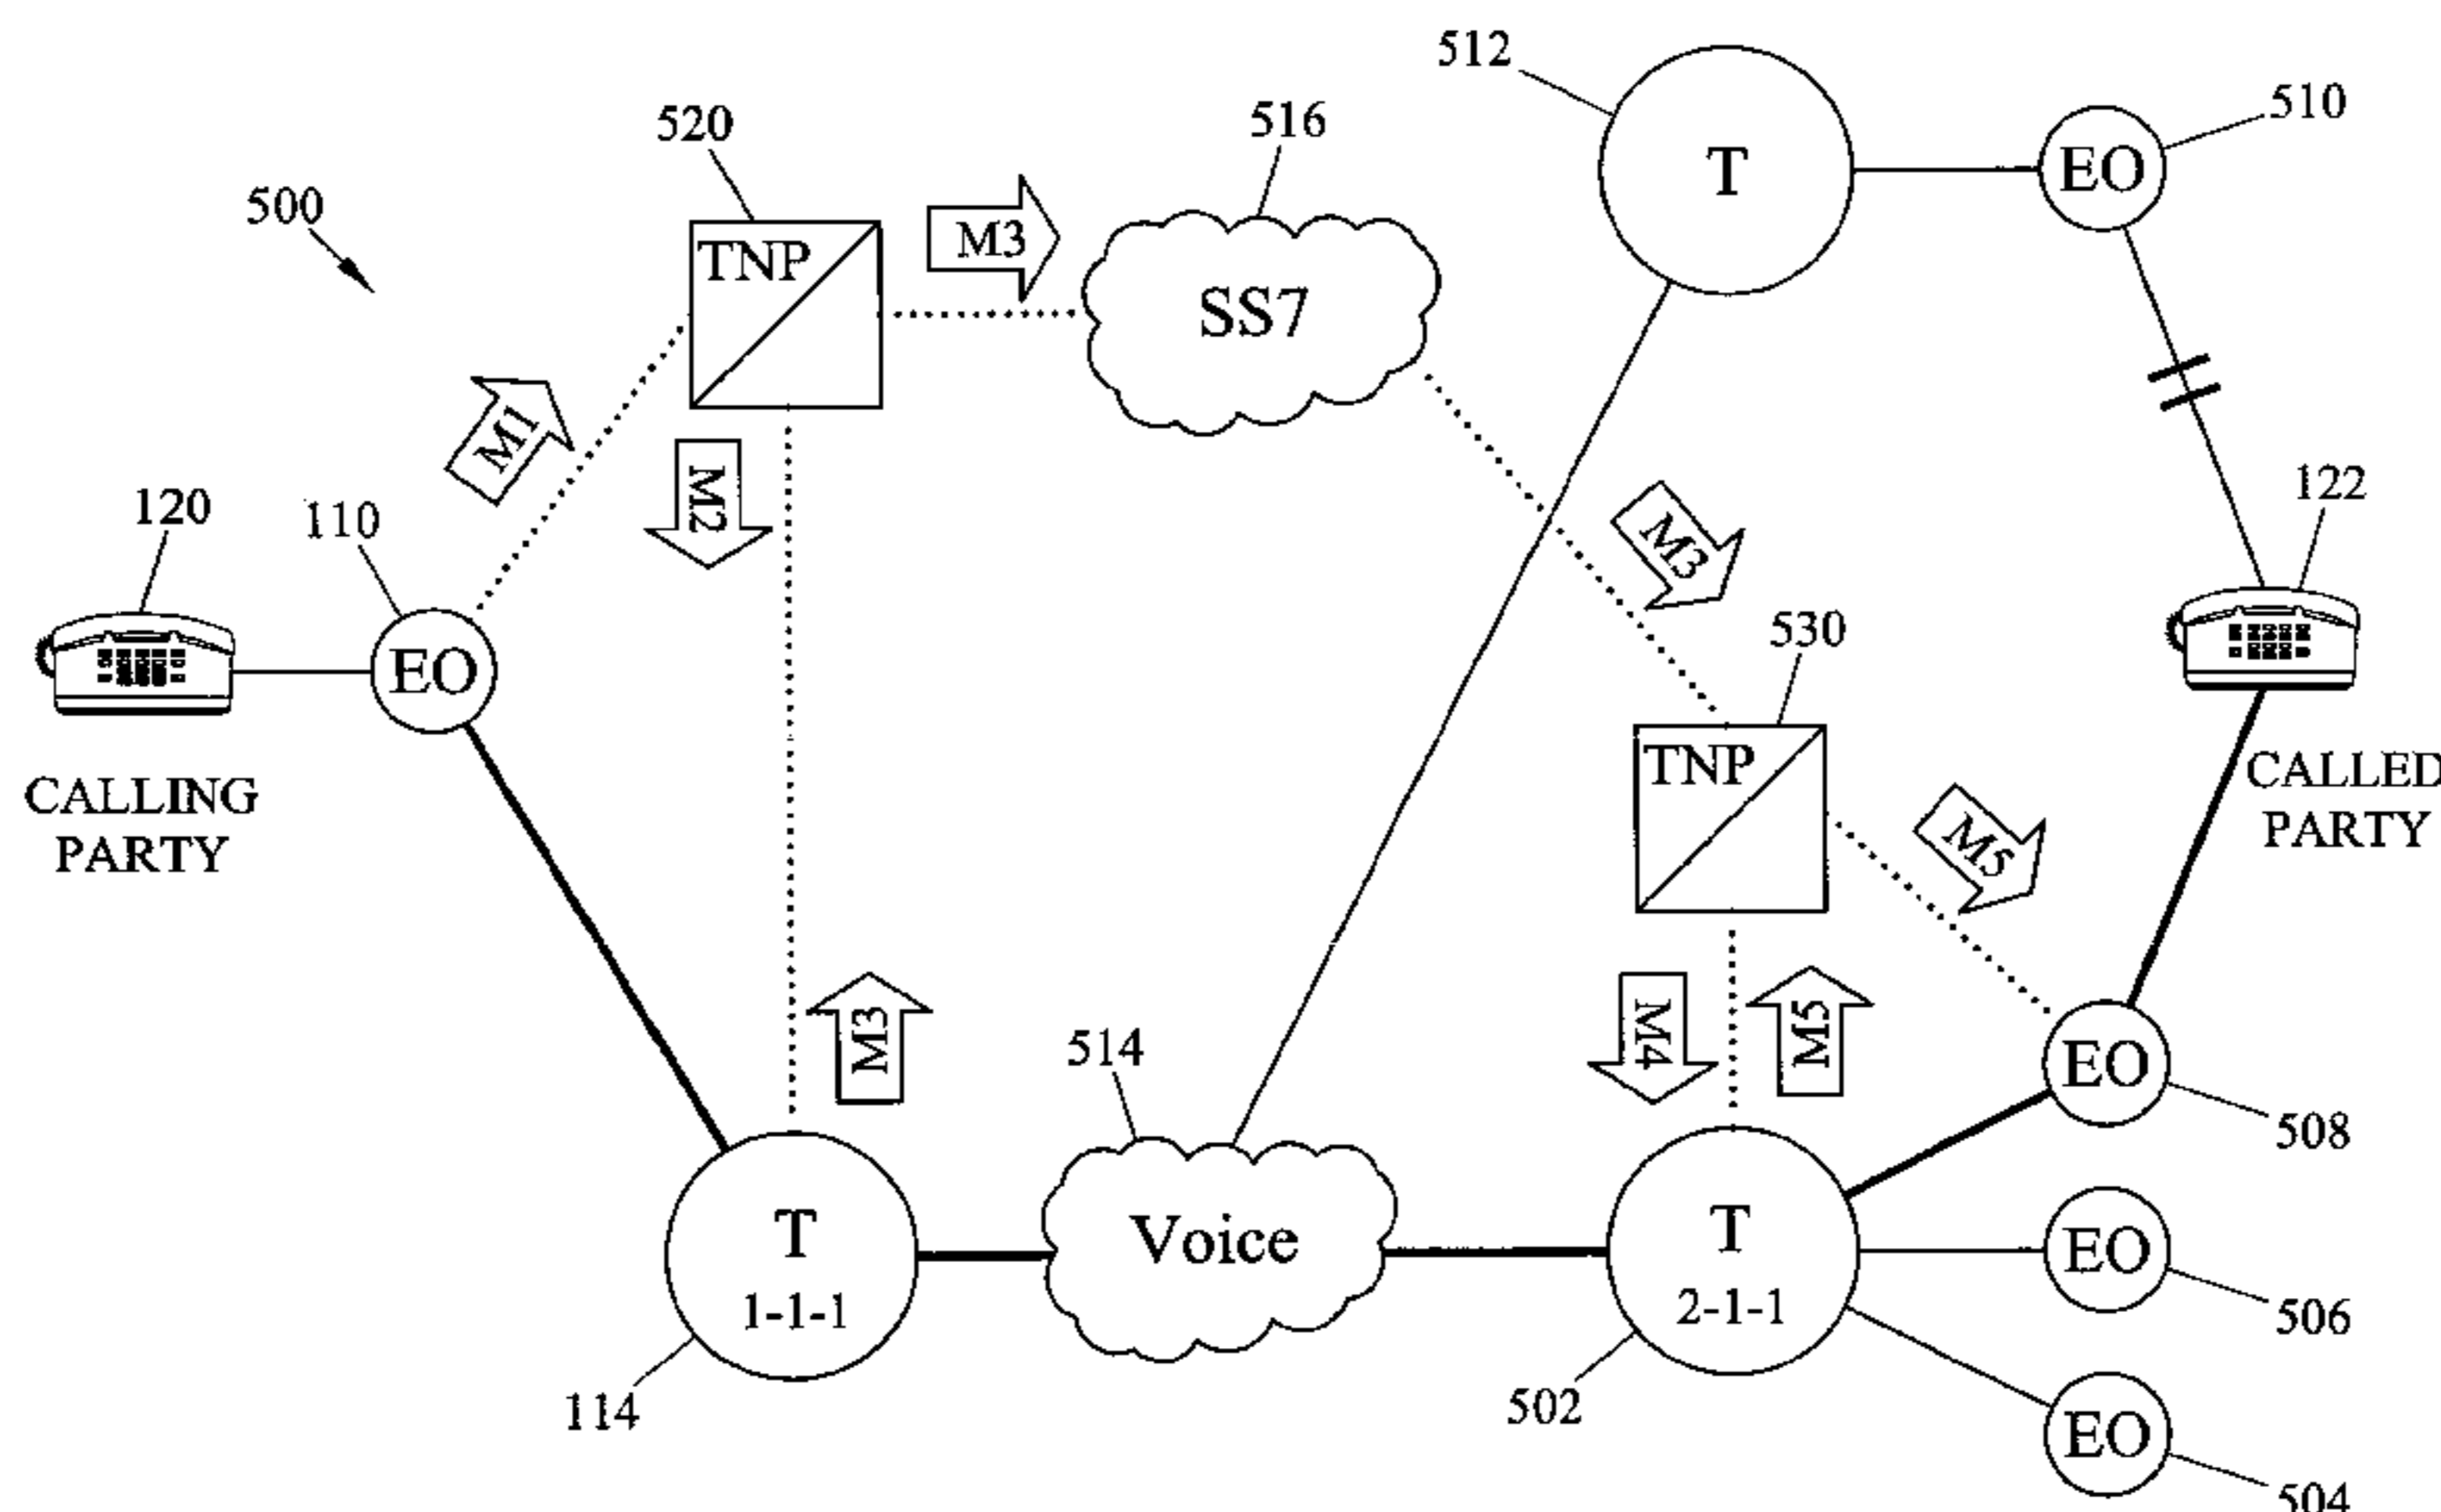 512
510
520
516
500
T
EO
TNP
M3
SS7
M1
M2
120
110
122
M3
530
EO
TNP
CALLING
PARTY
CALLED
PARTY
M5
M3
514
M4
M5
EO
508
T
1-1-1
Voice
T
2-1-1
EO
506
114
502
EO
504